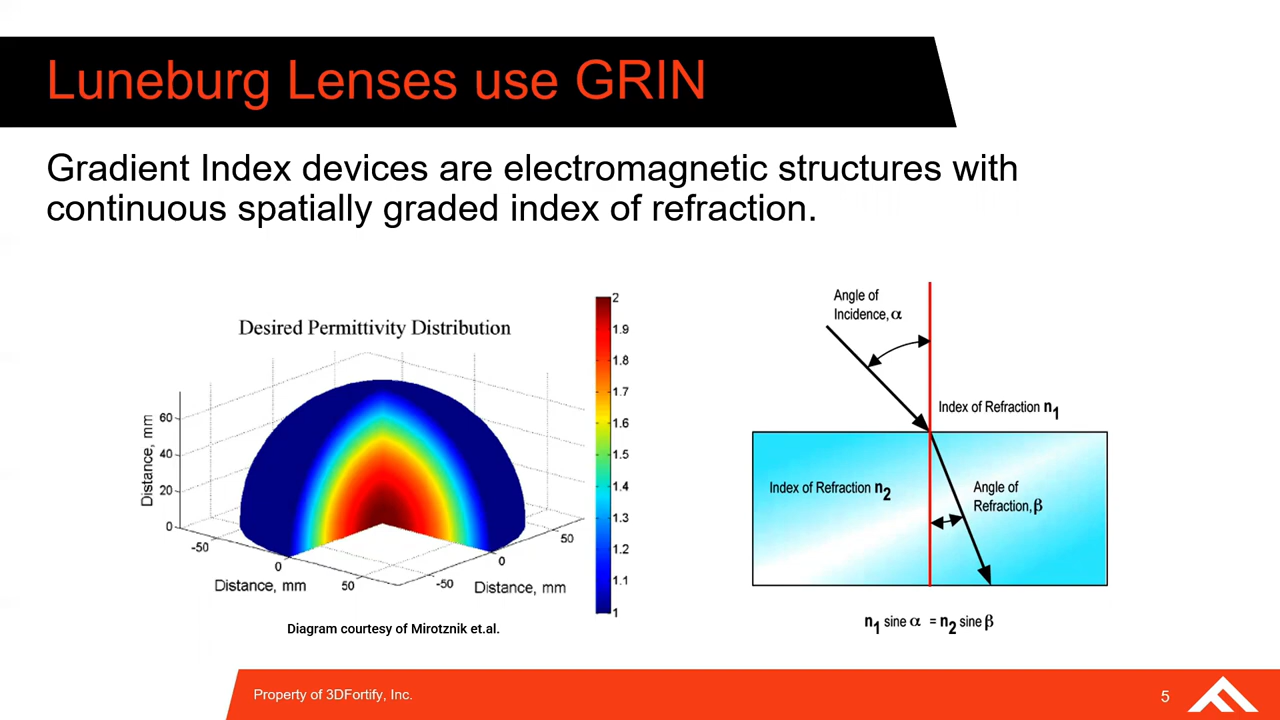 Luneburg Lenses use GRIN
Gradient Index devices are electromagnetic structures with
continuous spatially graded index of refraction.
Desired Permittivity Distribution
Distance, mm
60
40
20
0
-50
0
50
Distance, mm
-50
0
50
Distance, mm
2
1.9
1.8
1.7
1.6
1.5
1.4
1.3
1.2
1.1
1
Diagram courtesy of Mirotznik et.al.
Angle of
Incidence, α
Index of Refraction n1
Index of Refraction n2
Angle of
Refraction, β
n1 sine α = n2 sine β
Property of 3DFortify, Inc.
5